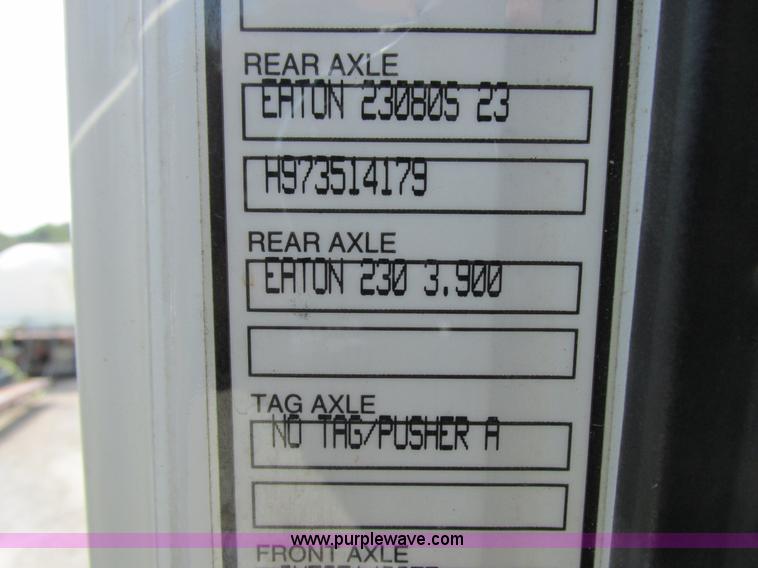 REAR AXLE
EATON 23080S 23
H973514179
REAR AXLE
EATON 230 3.900
TAG AXLE
NO TAG/PUSHER A
www.purplewave.com
FRONT AXLE